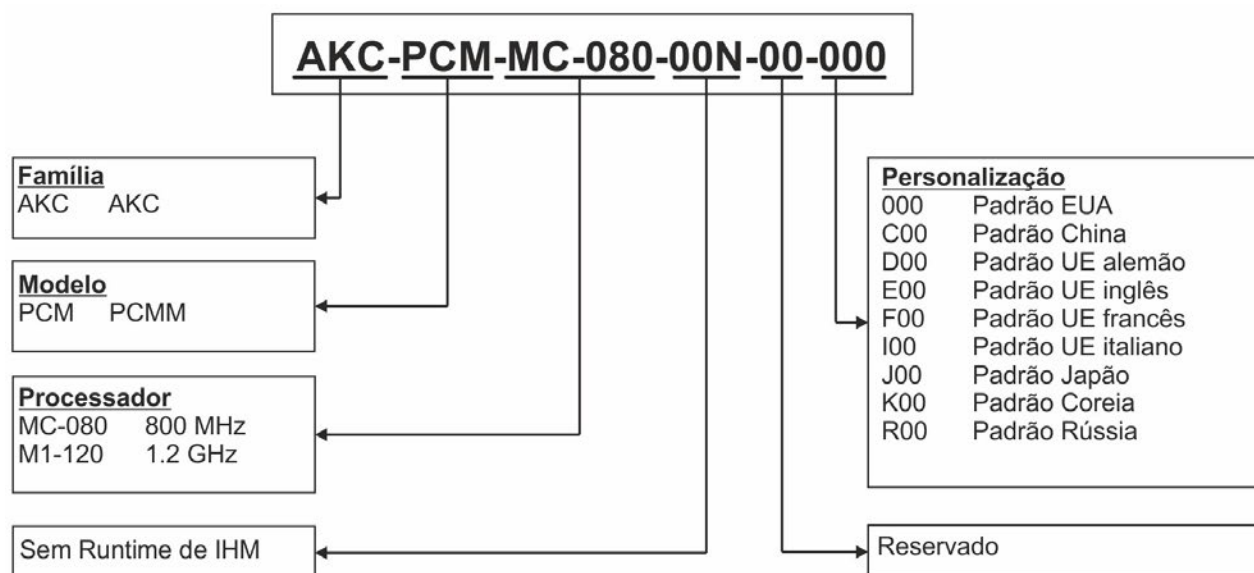 AKC-PCM-MC-080-00N-00-000
Família
AKC AKC
Modelo
PCM PCMM
Processador
MC-080 800 MHz
M1-120 1.2 GHz
Sem Runtime de IHM
Personalização
000 Padrão EUA
C00 Padrão China
D00 Padrão UE alemão
E00 Padrão UE inglês
F00 Padrão UE francês
I00 Padrão UE italiano
J00 Padrão Japão
K00 Padrão Coreia
R00 Padrão Rússia
Reservado